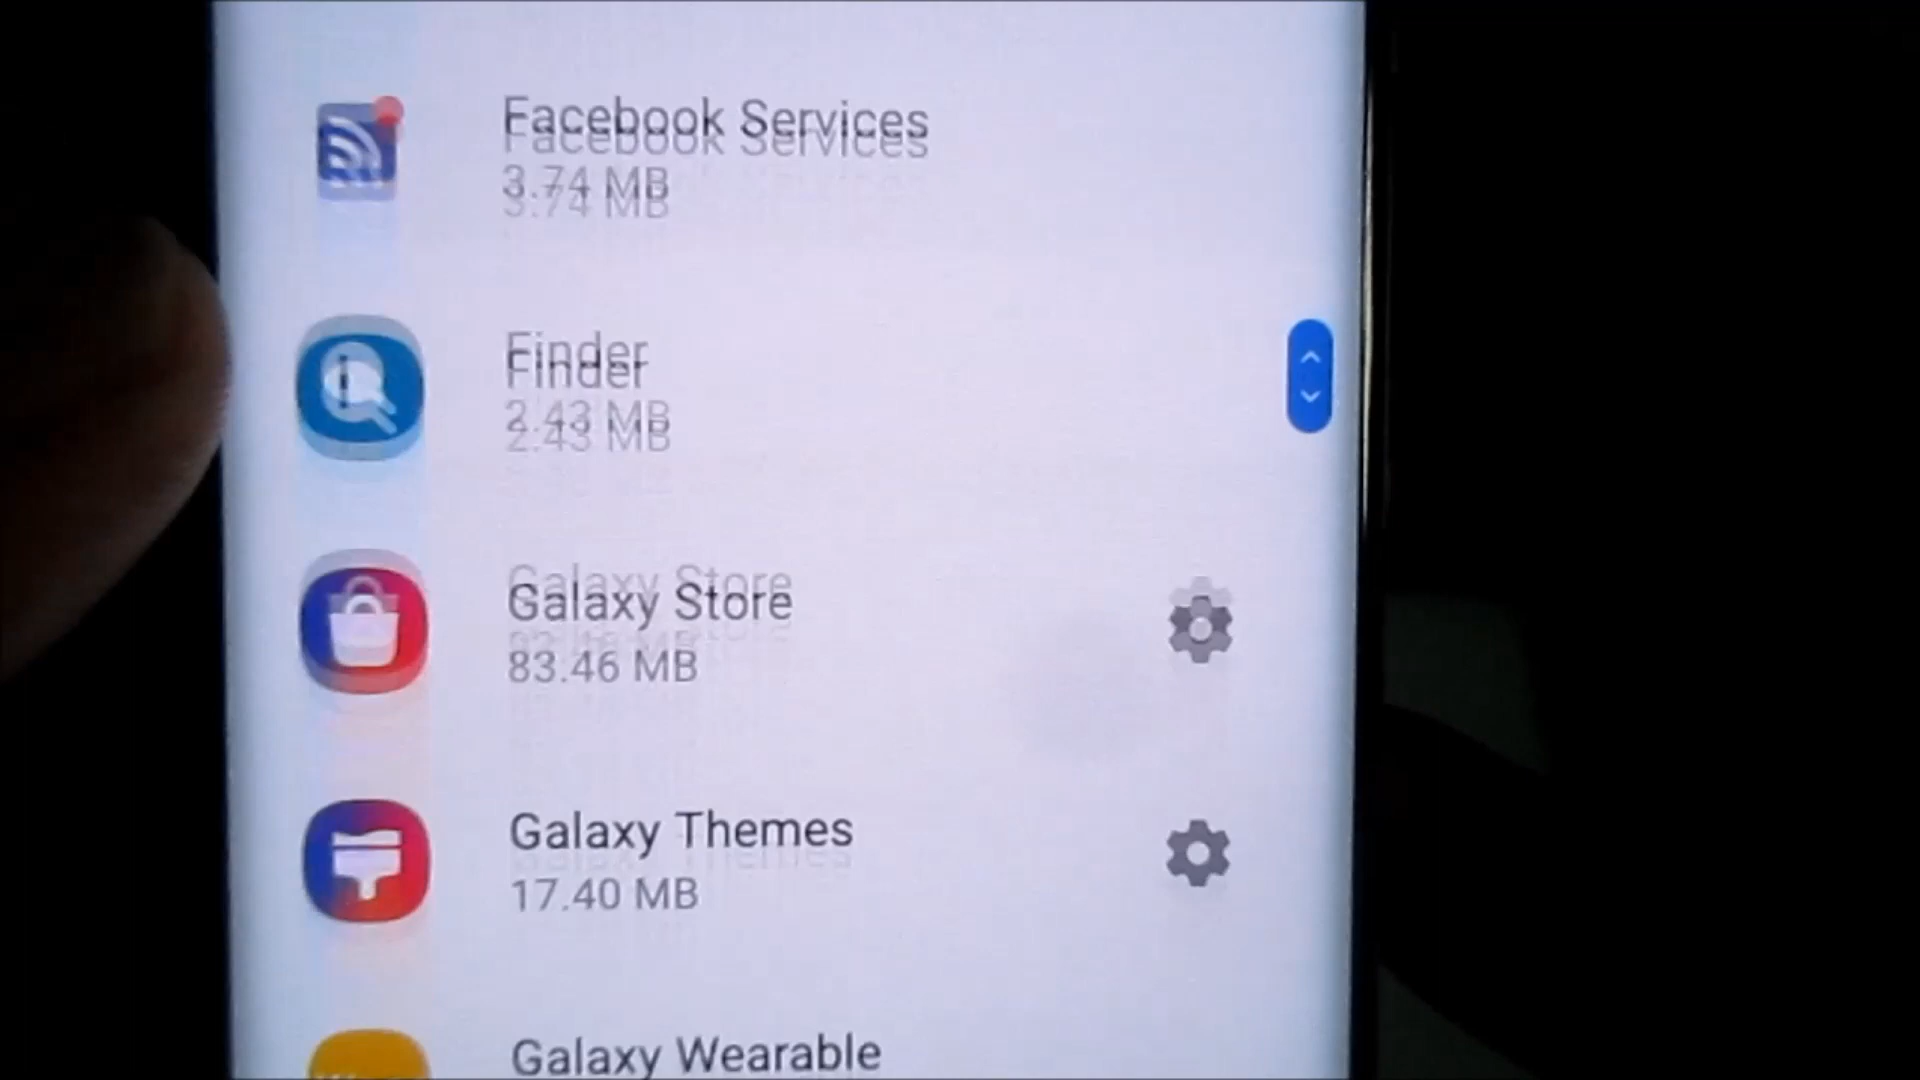 Facebook Services
3.74 MB
Finder
2.43 MB
Galaxy Store
83.46 MB
Galaxy Themes
17.40 MB
Galaxy Wearable